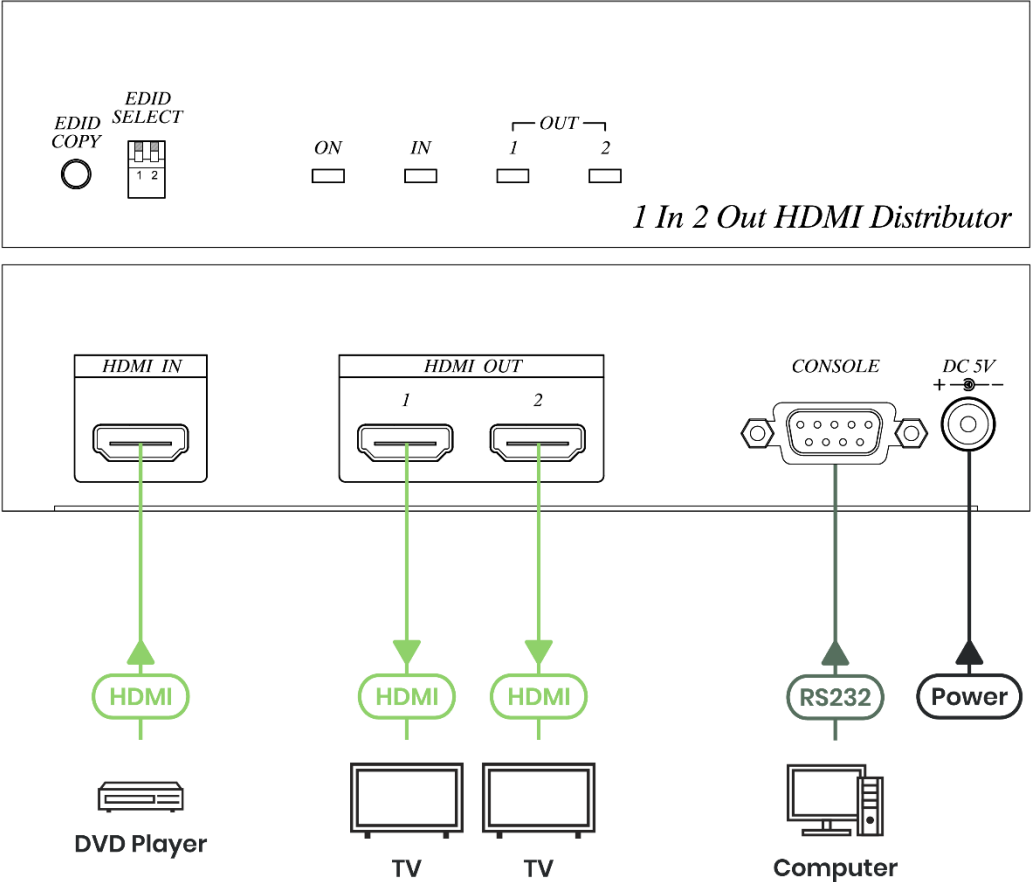 EDID
SELECT
EDID
COPY
1 2
ON
IN
OUT
1
2
1 In 2 Out HDMI Distributor
HDMI IN
HDMI OUT
1
2
CONSOLE
DC 5V
+ −
HDMI
HDMI
HDMI
RS232
Power
DVD Player
TV
TV
Computer